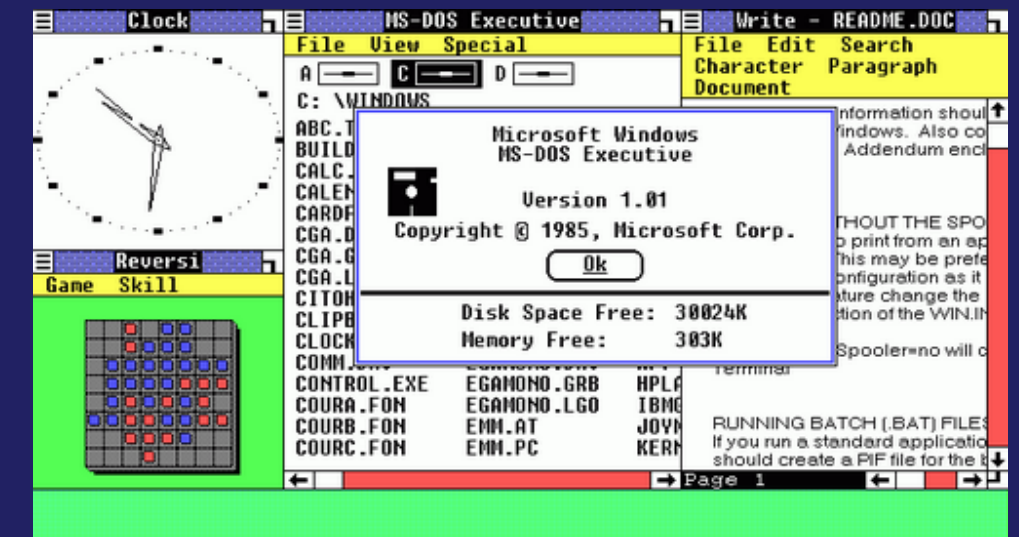 Clock
MS-DOS Executive
File View Special
A C D
C: \WINDOWS
ABC.T
BUILD
CALC.
CALEN
CARDF
CGA.D
CGA.G
CGA.L
CITOH
CLIPB
CLOCK
COMM.
CONTROL.EXE EGAMONO.GRB HPLA
COURA.FON EGAMONO.LGO IBMG
COURB.FON EMM.AT JOYM
COURC.FON EMM.PC KERN
Microsoft Windows
MS-DOS Executive
Version 1.01
Copyright © 1985, Microsoft Corp.
Ok
Disk Space Free: 30024K
Memory Free: 303K
Write - README.DOC
File Edit Search
Character Paragraph
Document
nformation shoul
indows. Also co
Addendum encl
THOUT THE SPO
print from an ap
his may be prefe
onfiguration as it
ture change the
tion of the WIN.IN
Spooler=no will c
Terminal
RUNNING BATCH (.BAT) FILES
If you run a standard applicatio
should create a PIF file for the b
Page 1
Reversi
Game Skill